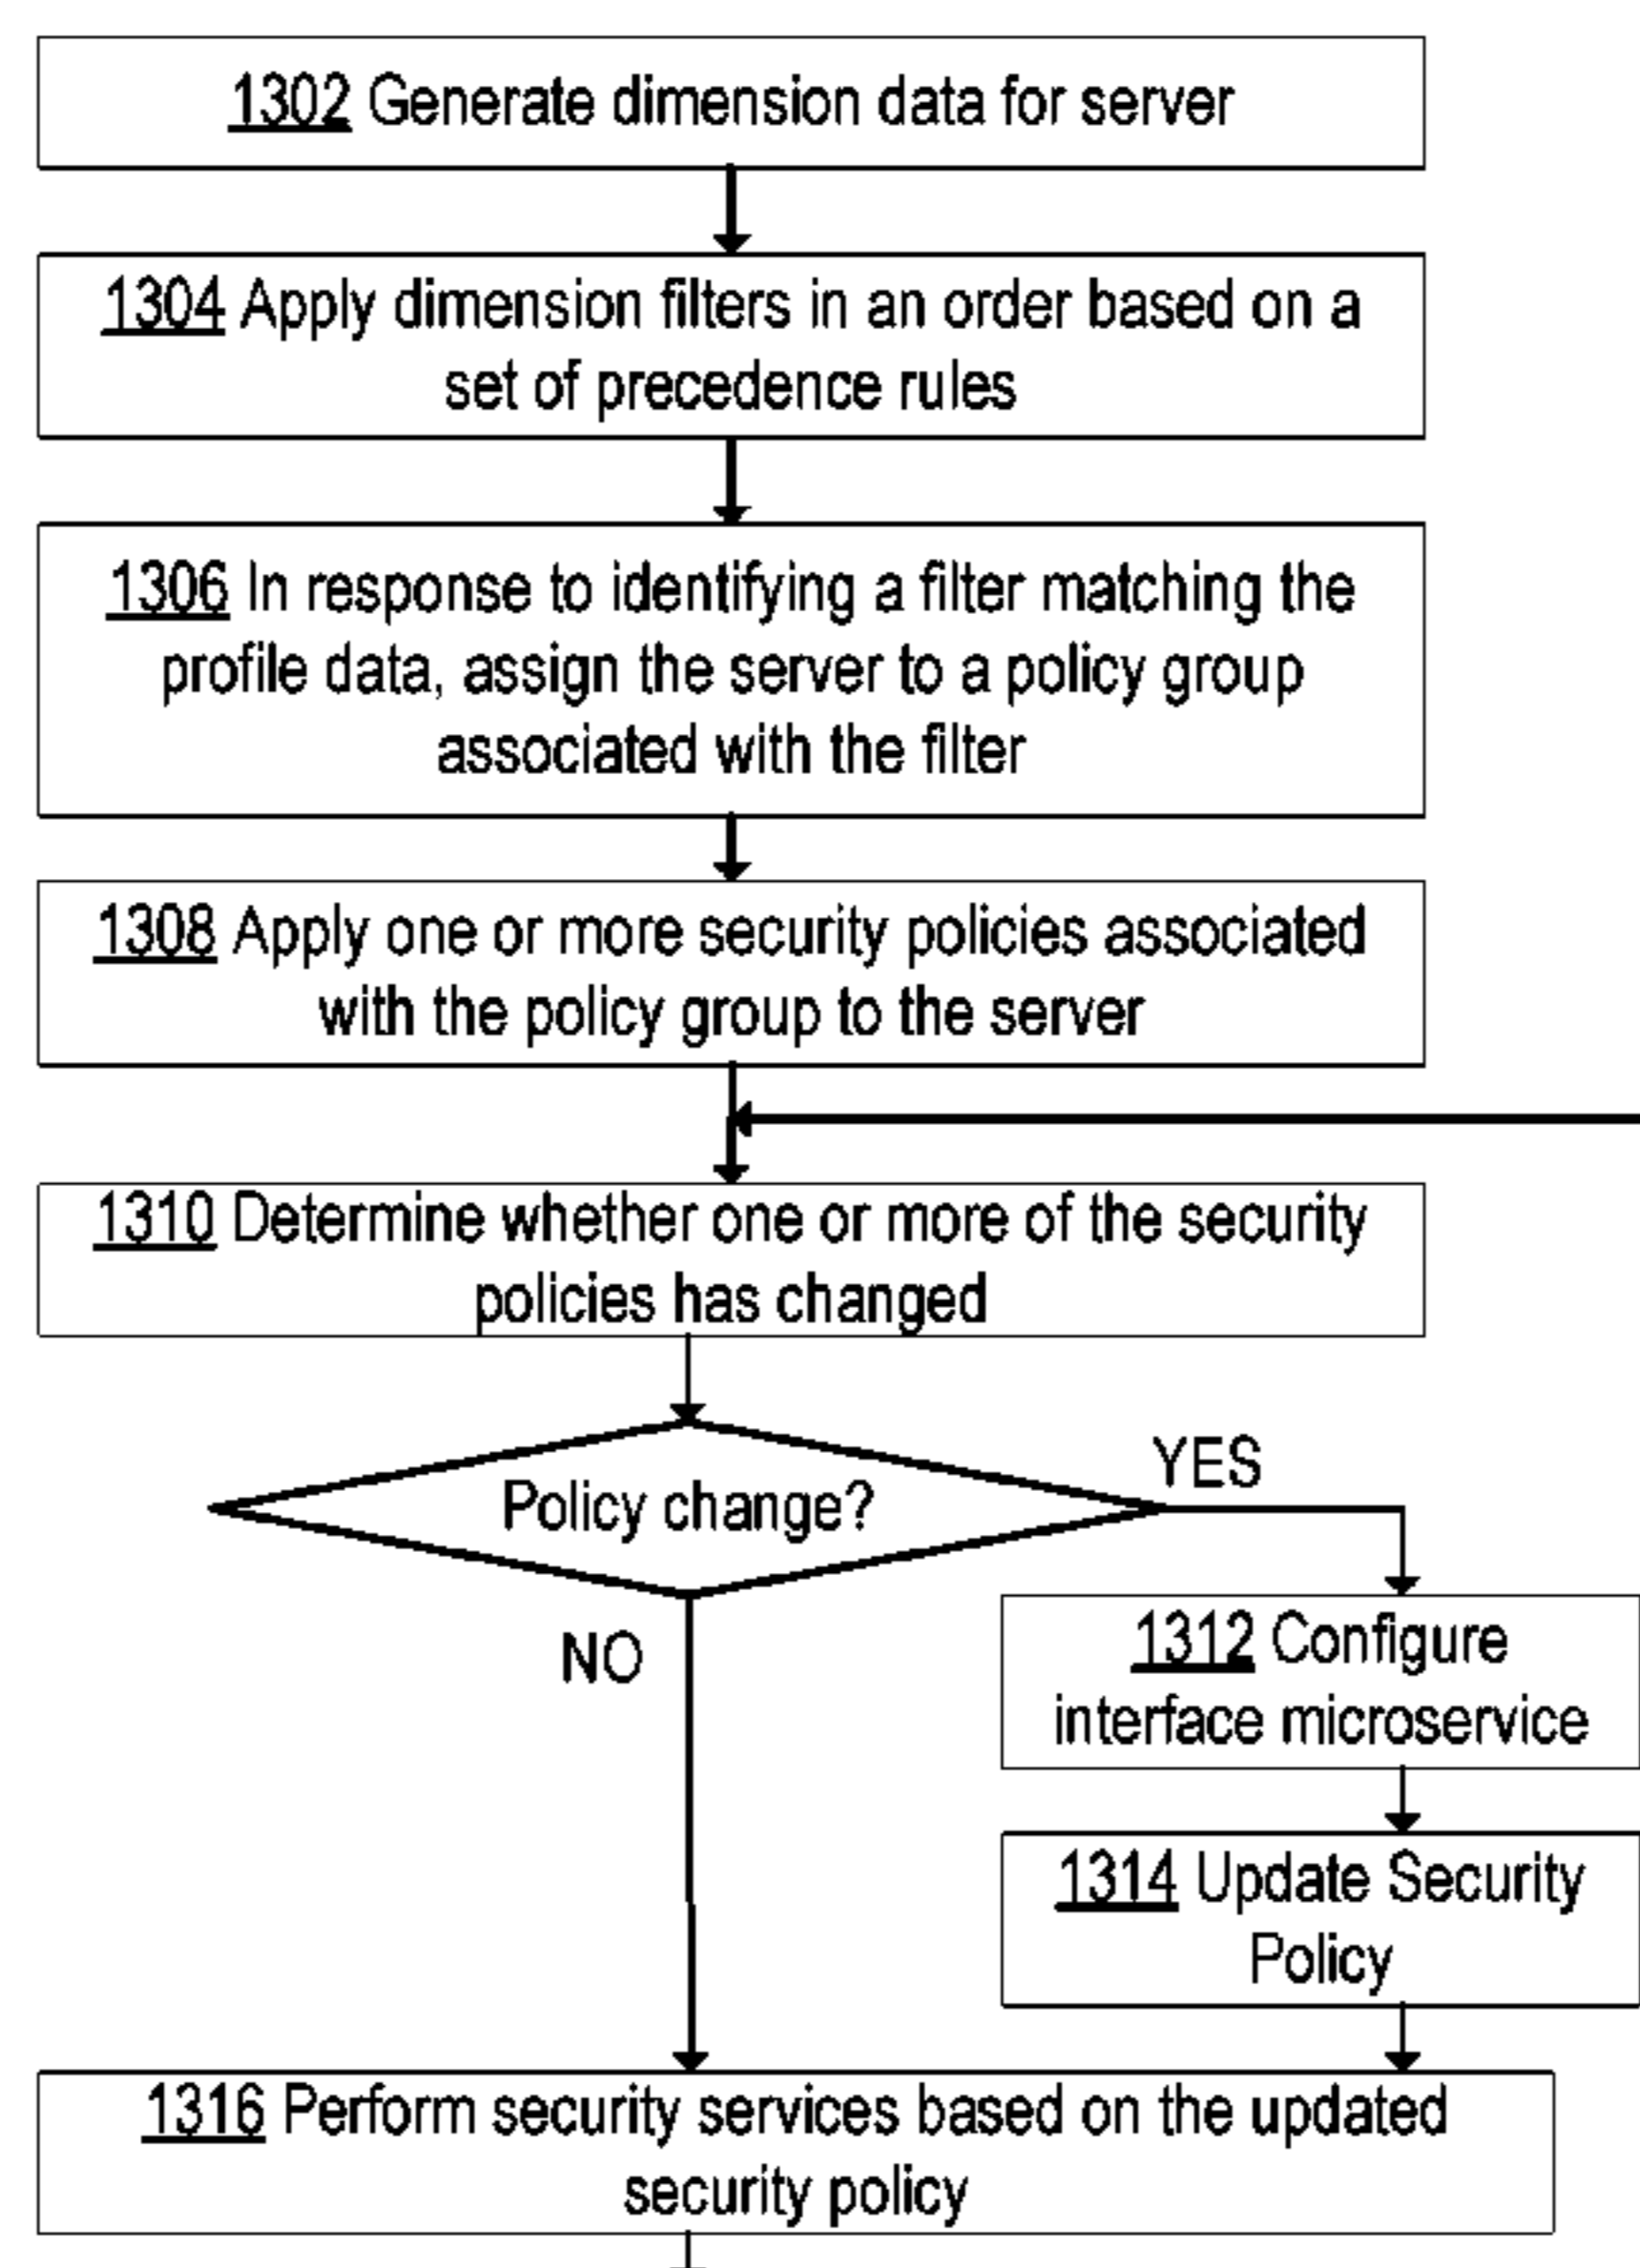 1302 Generate dimension data for server
1304 Apply dimension filters in an order based on a
set of precedence rules
1306 In response to identifying a filter matching the
profile data, assign the server to a policy group
associated with the filter
1308 Apply one or more security policies associated
with the policy group to the server
1310 Determine whether one or more of the security
policies has changed
Policy change?
YES
NO
1312 Configure
interface microservice
1314 Update Security
Policy
1316 Perform security services based on the updated
security policy